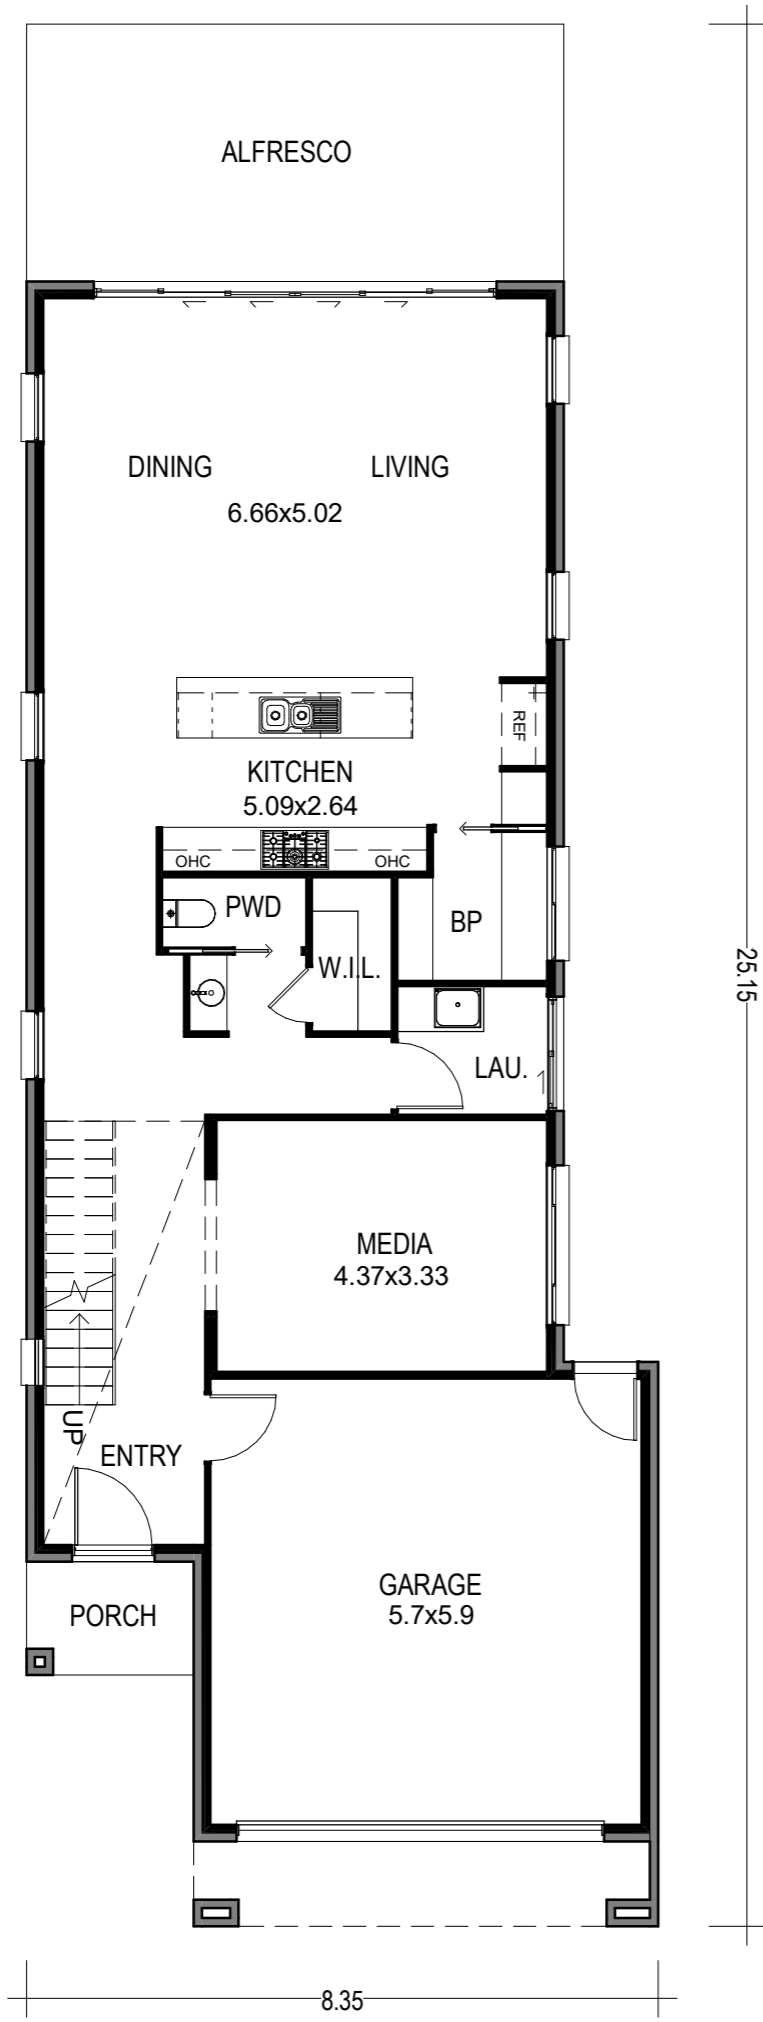 ALFRESCO
DINING
LIVING
6.66x5.02
REF
KITCHEN
5.09x2.64
OHC
OHC
PWD
BP
W.I.L.
25.15
LAU.
MEDIA
4.37x3.33
UP
ENTRY
GARAGE
5.7x5.9
PORCH
8.35